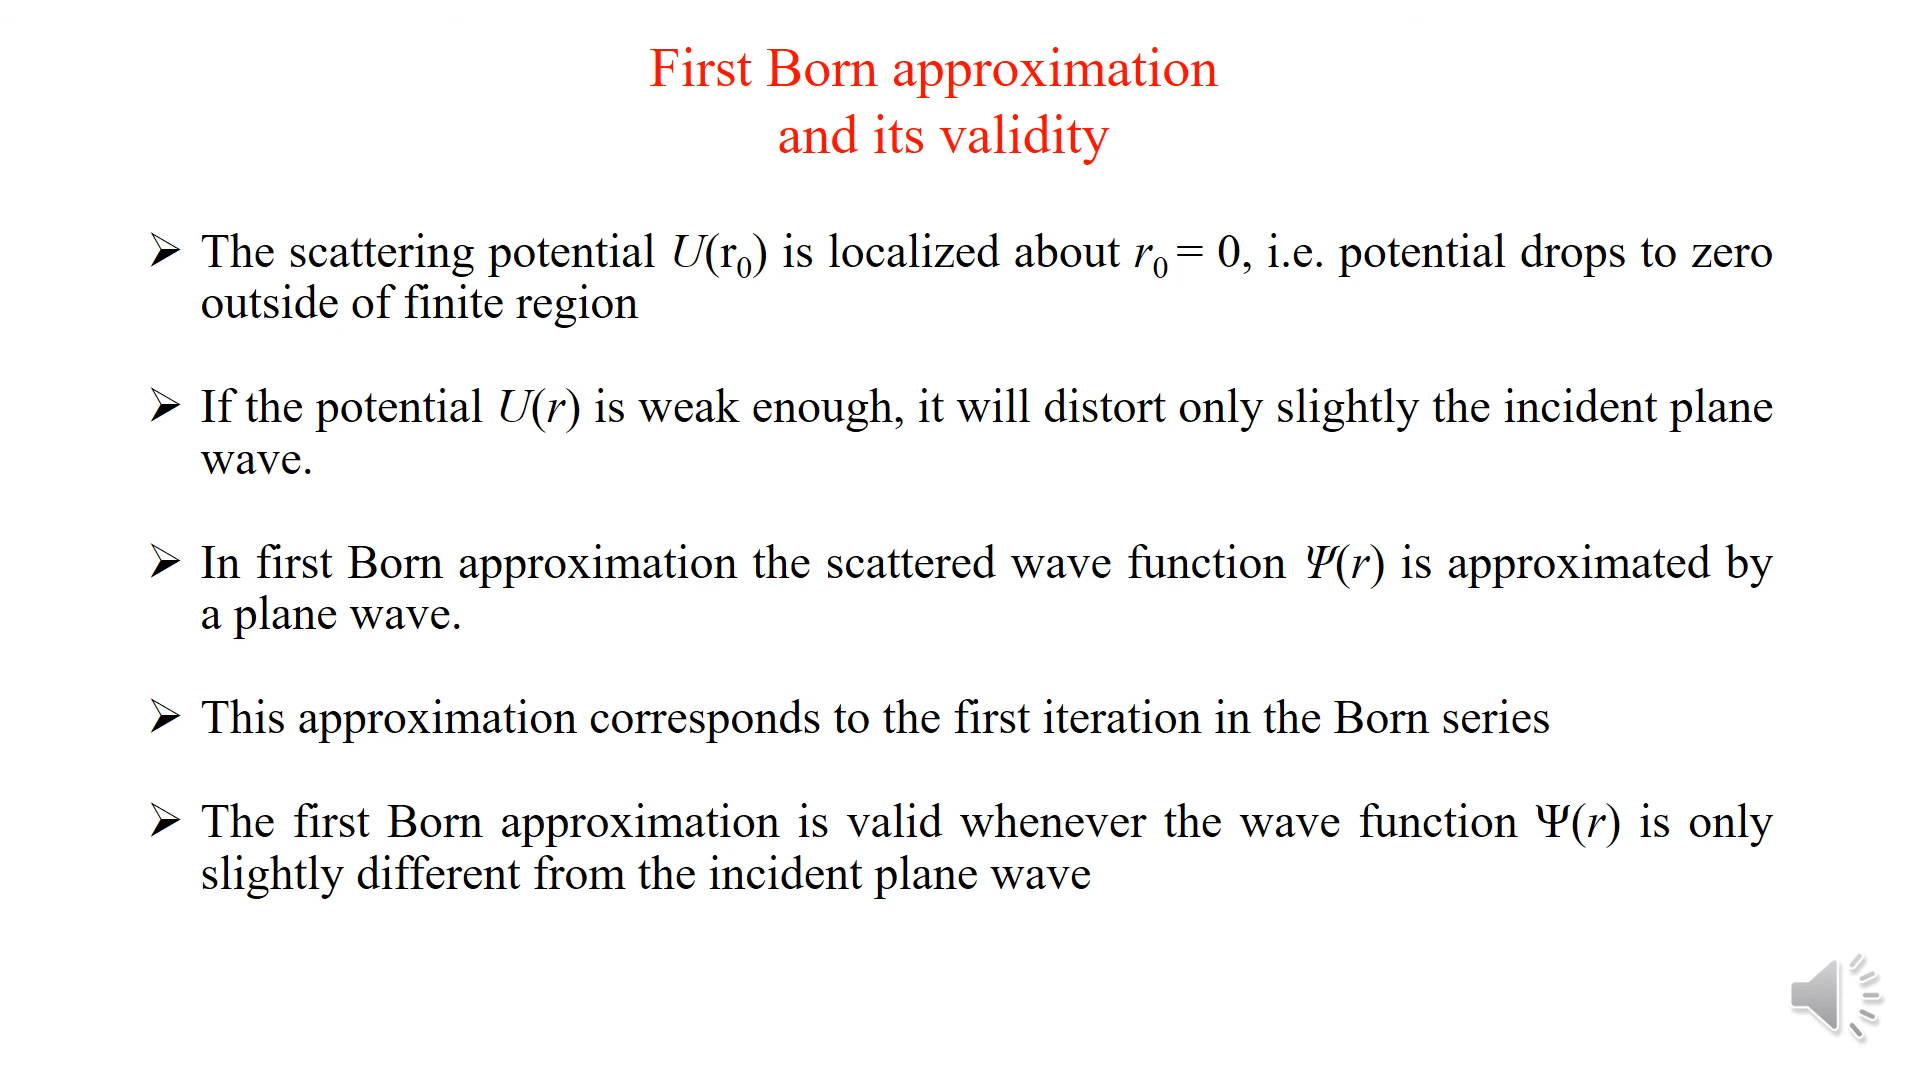 First Born approximation
and its validity
➢ The scattering potential U(r₀) is localized about r₀ = 0, i.e. potential drops to zero
outside of finite region
➢ If the potential U(r) is weak enough, it will distort only slightly the incident plane
wave.
➢ In first Born approximation the scattered wave function Ψ(r) is approximated by
a plane wave.
➢ This approximation corresponds to the first iteration in the Born series
➢ The first Born approximation is valid whenever the wave function Ψ(r) is only
slightly different from the incident plane wave